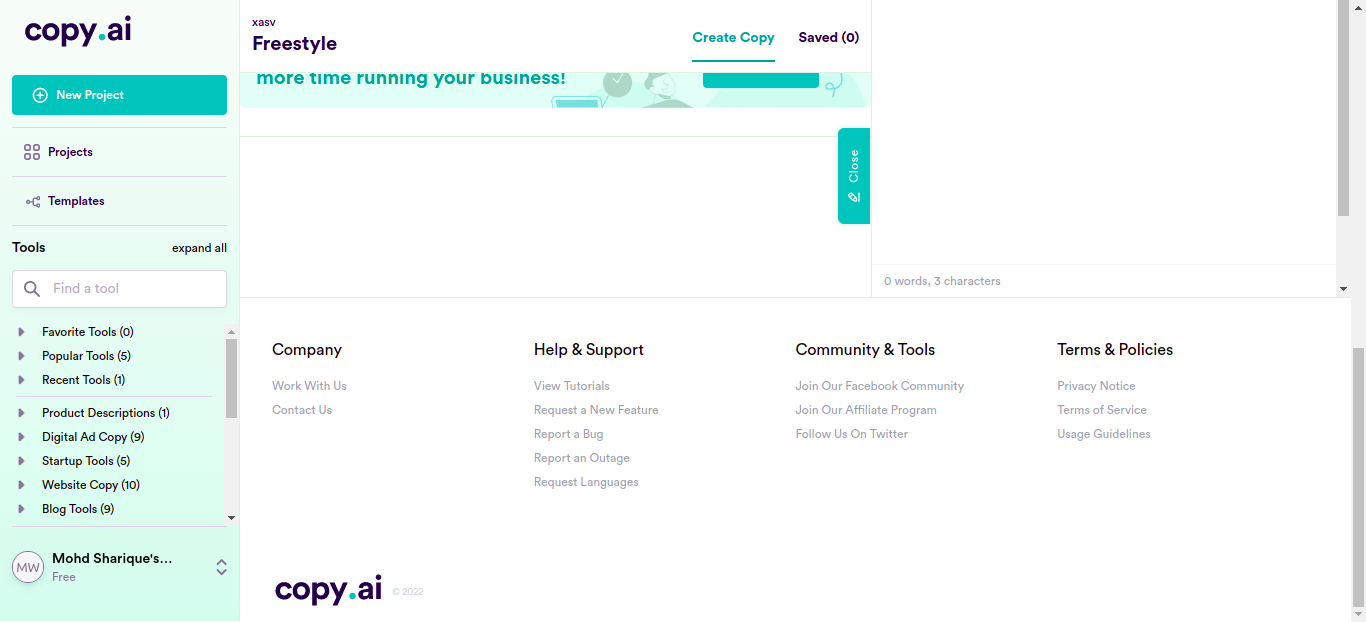 copy.ai
New Project
Projects
Templates
Tools
expand all
Find a tool
Favorite Tools (0)
Popular Tools (5)
Recent Tools (1)
Product Descriptions (1)
Digital Ad Copy (9)
Startup Tools (5)
Website Copy (10)
Blog Tools (9)
MW
Mohd Sharique's...
Free
xasv
Freestyle
Create Copy
Saved (0)
more time running your business!
Close
0 words, 3 characters
Company
Work With Us
Contact Us
Help & Support
View Tutorials
Request a New Feature
Report a Bug
Report an Outage
Request Languages
Community & Tools
Join Our Facebook Community
Join Our Affiliate Program
Follow Us On Twitter
Terms & Policies
Privacy Notice
Terms of Service
Usage Guidelines
copy.ai
© 2022